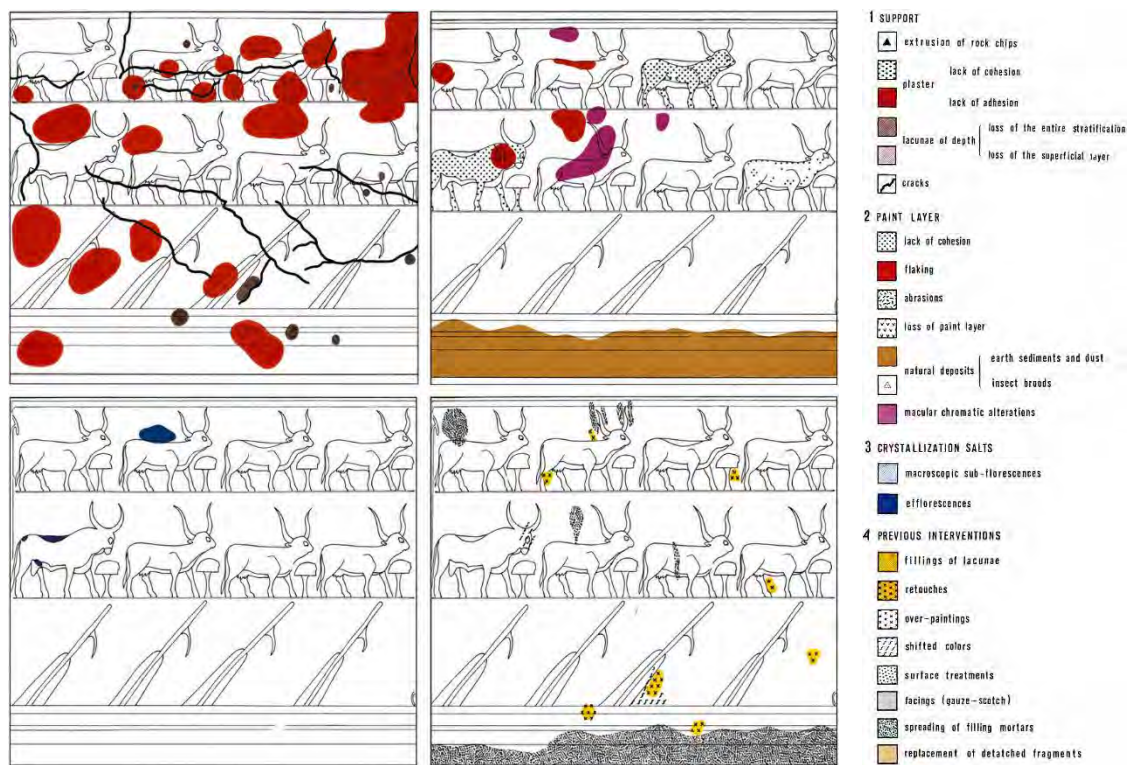 1 SUPPORT
extrusion of rock chips
plaster
lack of cohesion
lack of adhesion
lacunae of depth
loss of the entire stratification
loss of the superficial layer
cracks
2 PAINT LAYER
lack of cohesion
flaking
abrasions
loss of paint layer
natural deposits
earth sediments and dust
insect broods
macular chromatic alterations
3 CRYSTALLIZATION SALTS
macroscopic sub-florescences
efflorescences
4 PREVIOUS INTERVENTIONS
fillings of lacunae
retouches
over-paintings
shifted colors
surface treatments
facings (gauze-scotch)
spreading of filling mortars
replacement of detatched fragments